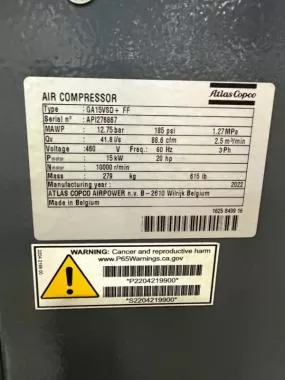 AIR COMPRESSOR
Atlas Copco
Type : GA15VSD + FF
Serial n° : API276867
MAWP : 12.75 bar 185 psi 1.27 MPa
Qv : 41.8 l/s 88.6 cfm 2.5 m³/min
Voltage : 460 V Freq.: 60 Hz 3 Ph
Pmotor : 15 kW 20 hp
Nmotor : 10000 r/min
Mass : 279 kg 615 lb
Manufacturing year : 2022
ATLAS COPCO AIRPOWER n. v. B - 2610 Wilrijk Belgium
Made in Belgium
1625 8499 16
WARNING: Cancer and reproductive harm
www.P65Warnings.ca.gov
*P2204219900*
*S2204219900*